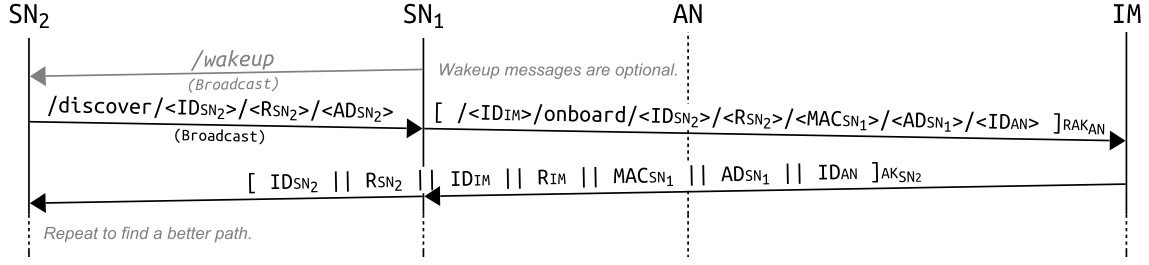 SN2 SN1 AN IM
/wakeup
(Broadcast)
Wakeup messages are optional.
/discover/<IDSN2>/<RSN2>/<ADSN2>
(Broadcast)
[ /<IDIM>/onboard/<IDSN2>/<RSN2>/<MACSN1>/<ADSN1>/<IDAN> ]RAKAN
[ IDSN2 || RSN2 || IDIM || RIM || MACSN1 || ADSN1 || IDAN ]AKSN2
Repeat to find a better path.